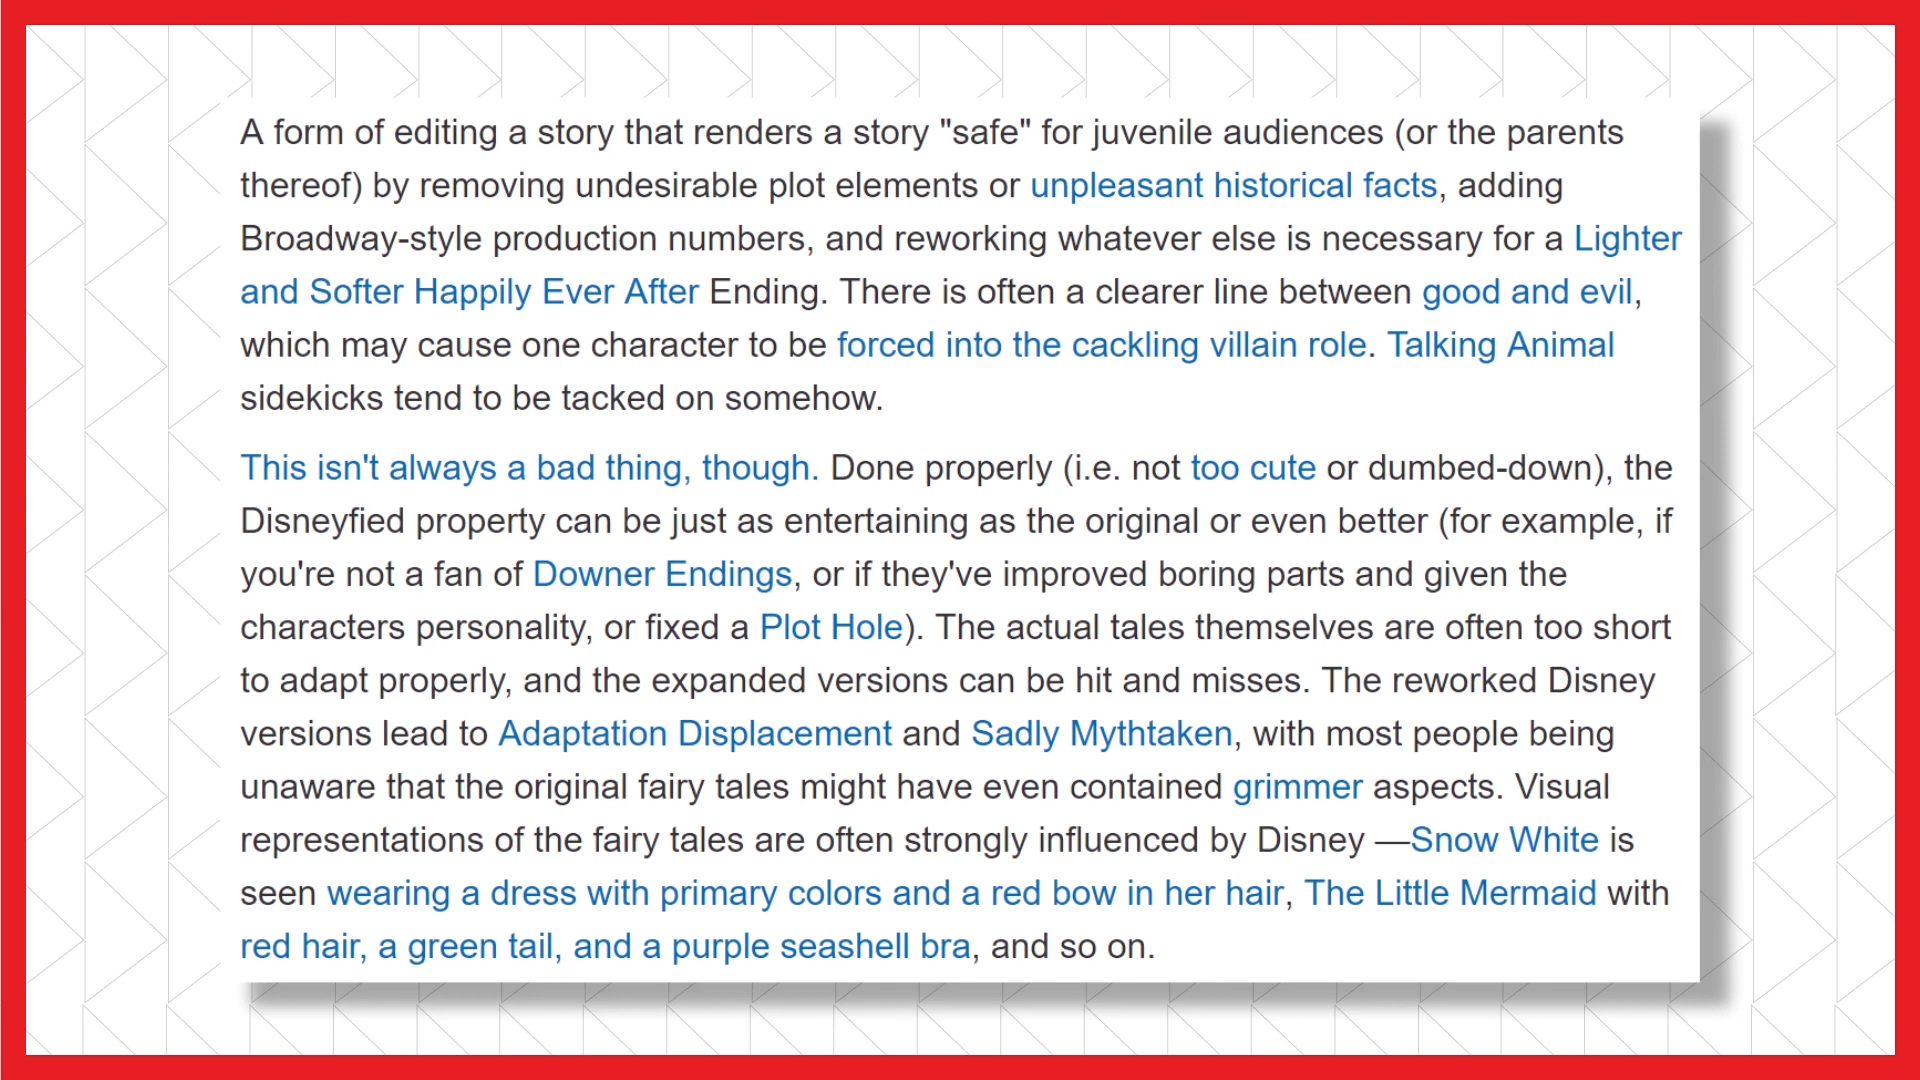 A form of editing a story that renders a story "safe" for juvenile audiences (or the parents
thereof) by removing undesirable plot elements or unpleasant historical facts, adding
Broadway-style production numbers, and reworking whatever else is necessary for a Lighter
and Softer Happily Ever After Ending. There is often a clearer line between good and evil,
which may cause one character to be forced into the cackling villain role. Talking Animal
sidekicks tend to be tacked on somehow.
This isn't always a bad thing, though. Done properly (i.e. not too cute or dumbed-down), the
Disneyfied property can be just as entertaining as the original or even better (for example, if
you're not a fan of Downer Endings, or if they've improved boring parts and given the
characters personality, or fixed a Plot Hole). The actual tales themselves are often too short
to adapt properly, and the expanded versions can be hit and misses. The reworked Disney
versions lead to Adaptation Displacement and Sadly Mythtaken, with most people being
unaware that the original fairy tales might have even contained grimmer aspects. Visual
representations of the fairy tales are often strongly influenced by Disney —Snow White is
seen wearing a dress with primary colors and a red bow in her hair, The Little Mermaid with
red hair, a green tail, and a purple seashell bra, and so on.